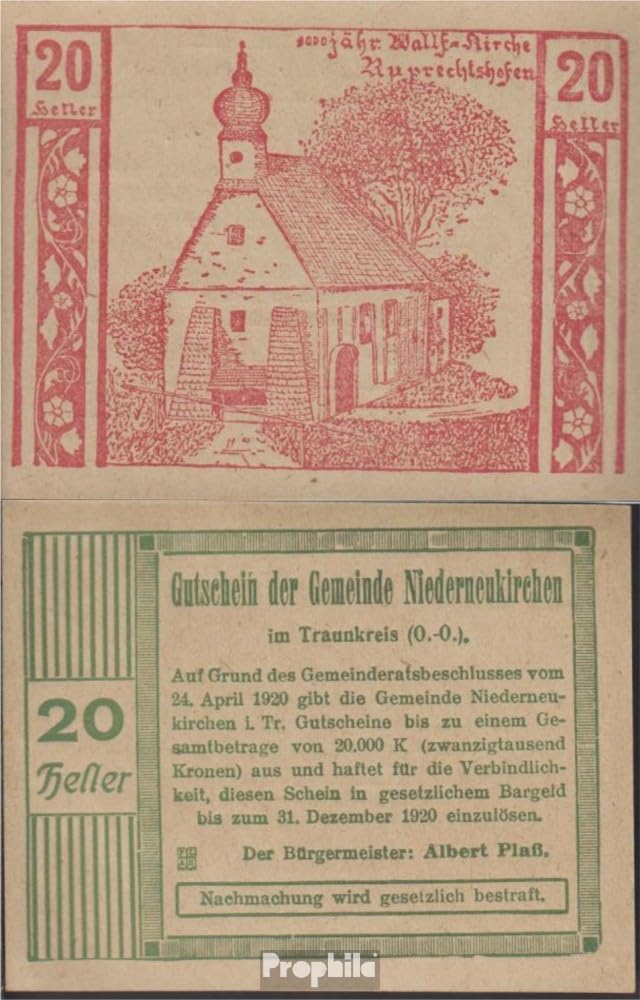 20
Heller
1000jähr. Wallf=Kirche
Ruprechtshofen
20
Heller
Gutschein der Gemeinde Niederneukirchen
im Traunkreis (O.-O.).
20
Heller
Auf Grund des Gemeinderatsbeschlusses vom
24. April 1920 gibt die Gemeinde Niederneu-
kirchen i. Tr. Gutscheine bis zu einem Ge-
samtbetrage von 20.000 K (zwanzigtausend
Kronen) aus und haftet für die Verbindlich-
keit, diesen Schein in gesetzlichem Bargeld
bis zum 31. Dezember 1920 einzulösen.
Der Bürgermeister: Albert Plaß.
Nachmachung wird gesetzlich bestraft.
Prophila